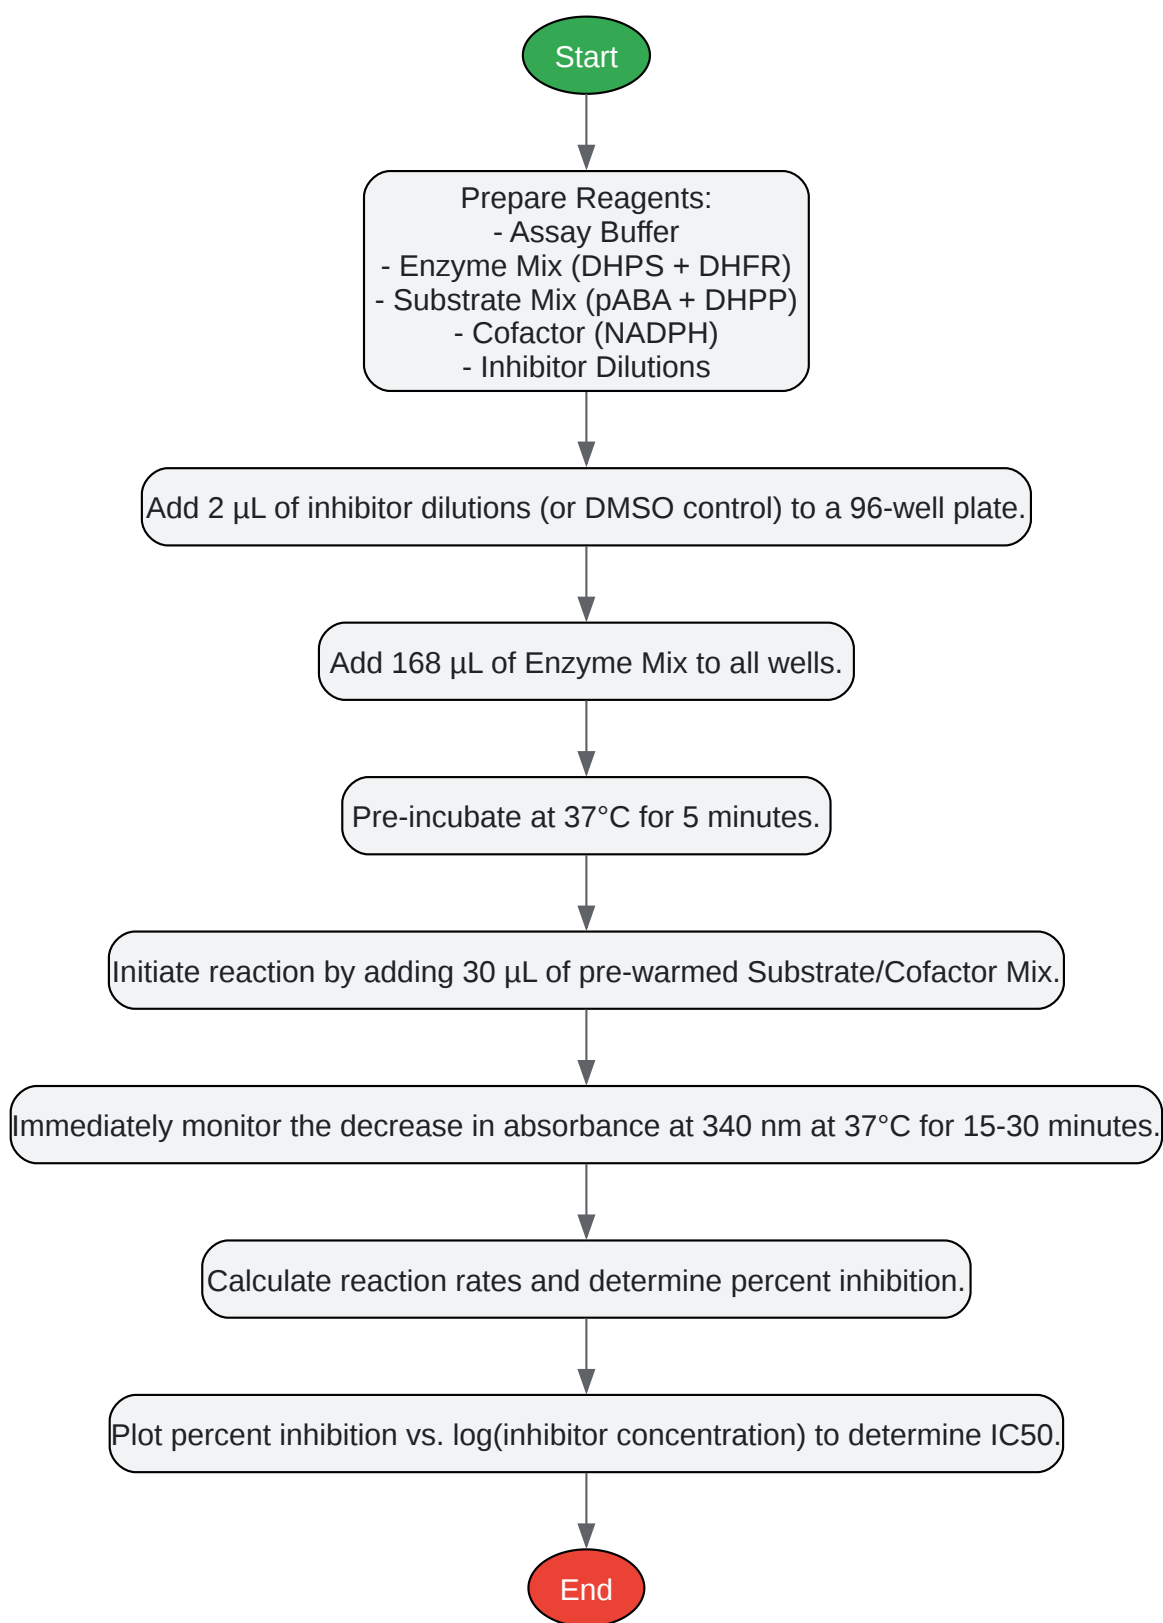 Start
Prepare Reagents:
- Assay Buffer
- Enzyme Mix (DHPS + DHFR)
- Substrate Mix (pABA + DHPP)
- Cofactor (NADPH)
- Inhibitor Dilutions
Add 2 µL of inhibitor dilutions (or DMSO control) to a 96-well plate.
Add 168 µL of Enzyme Mix to all wells.
Pre-incubate at 37°C for 5 minutes.
Initiate reaction by adding 30 µL of pre-warmed Substrate/Cofactor Mix.
Immediately monitor the decrease in absorbance at 340 nm at 37°C for 15-30 minutes.
Calculate reaction rates and determine percent inhibition.
Plot percent inhibition vs. log(inhibitor concentration) to determine IC50.
End